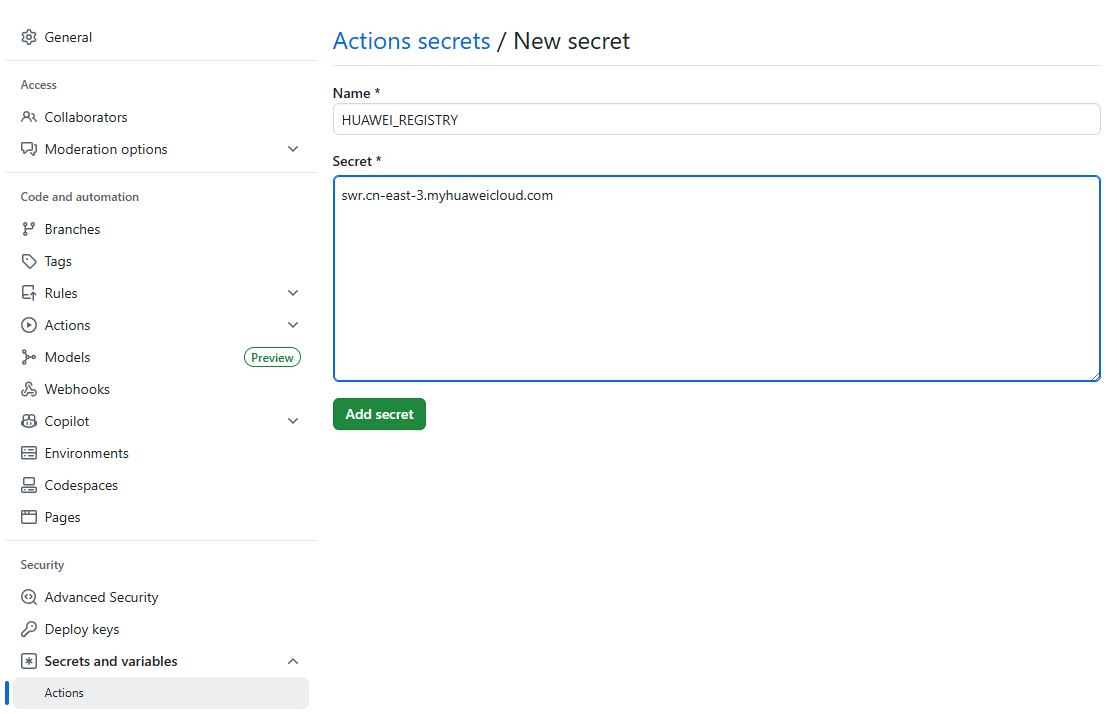 General
Access
Collaborators
Moderation options
Code and automation
Branches
Tags
Rules
Actions
Models Preview
Webhooks
Copilot
Environments
Codespaces
Pages
Security
Advanced Security
Deploy keys
Secrets and variables
Actions
Actions secrets / New secret
Name *
HUAWEI_REGISTRY
Secret *
swr.cn-east-3.myhuaweicloud.com
Add secret